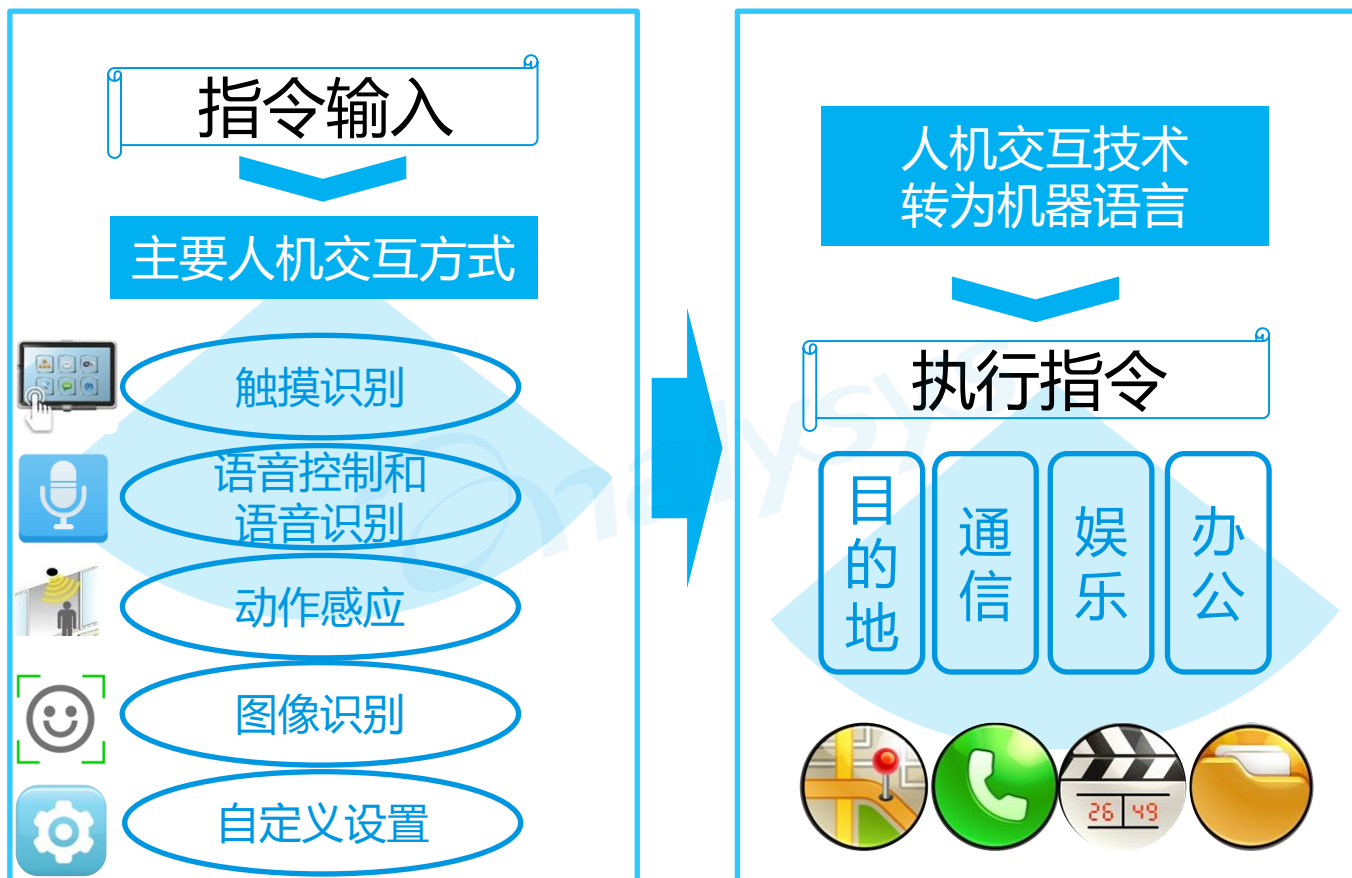 指令输入
主要人机交互方式
触摸识别
语音控制和
语音识别
动作感应
图像识别
自定义设置
人机交互技术
转为机器语言
执行指令
目的地
通信
娱乐
办公
26 49
analysys